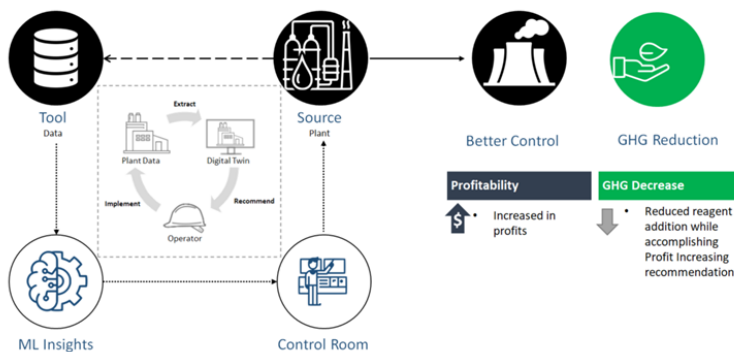 Tool
Data
Source
Plant
Extract
Plant Data
Digital Twin
Implement
Recommend
Operator
ML Insights
Control Room
Better Control
GHG Reduction
Profitability
$
• Increased in
profits
GHG Decrease
• Reduced reagent
addition while
accomplishing
Profit Increasing
recommendation